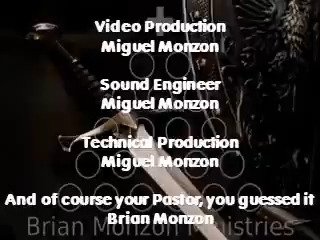 Video Production
Miguel Monzon
Sound Engineer
Miguel Monzon
Technical Production
Miguel Monzon
And of course your Pastor, you guessed it
Brian Monzon
Brian Monzon Ministries